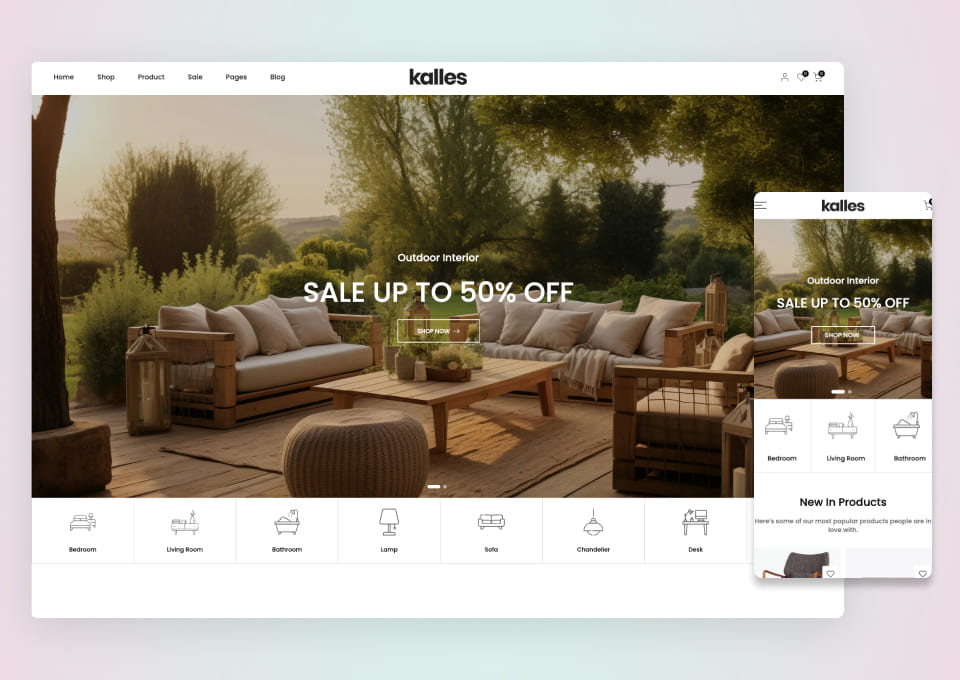 Home Shop Product Sale Pages Blog
kalles
0 0
Outdoor Interior
SALE UP TO 50% OFF
SHOP NOW
Bedroom
Living Room
Bathroom
Lamp
Sofa
Chandelier
Desk
kalles
Outdoor Interior
SALE UP TO 50% OFF
SHOP NOW
Bedroom
Living Room
Bathroom
New In Products
Here's some of our most popular products people are in
love with.